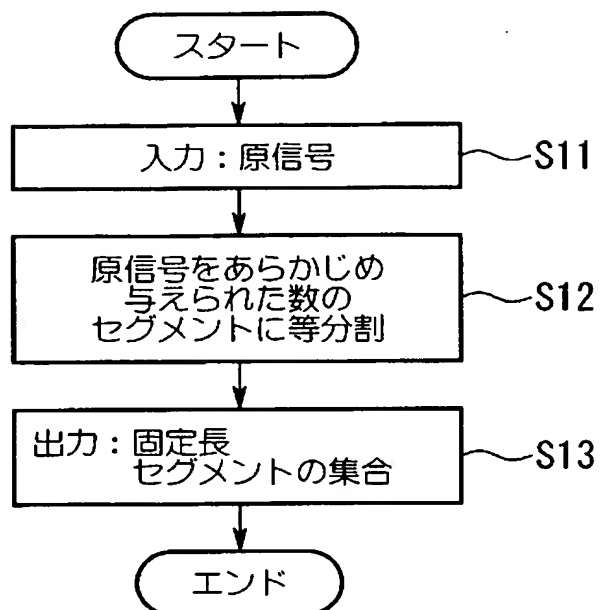 スタート
入力：原信号
S11
原信号をあらかじめ
与えられた数の
セグメントに等分割
S12
出力：固定長
セグメントの集合
S13
エンド